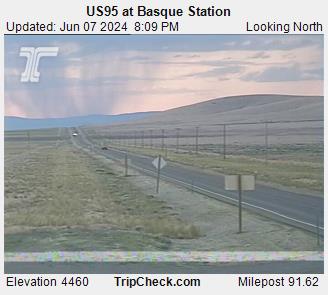 US95 at Basque Station
Updated: Jun 07 2024 8:09 PM Looking North
Elevation 4460 TripCheck.com Milepost 91.62